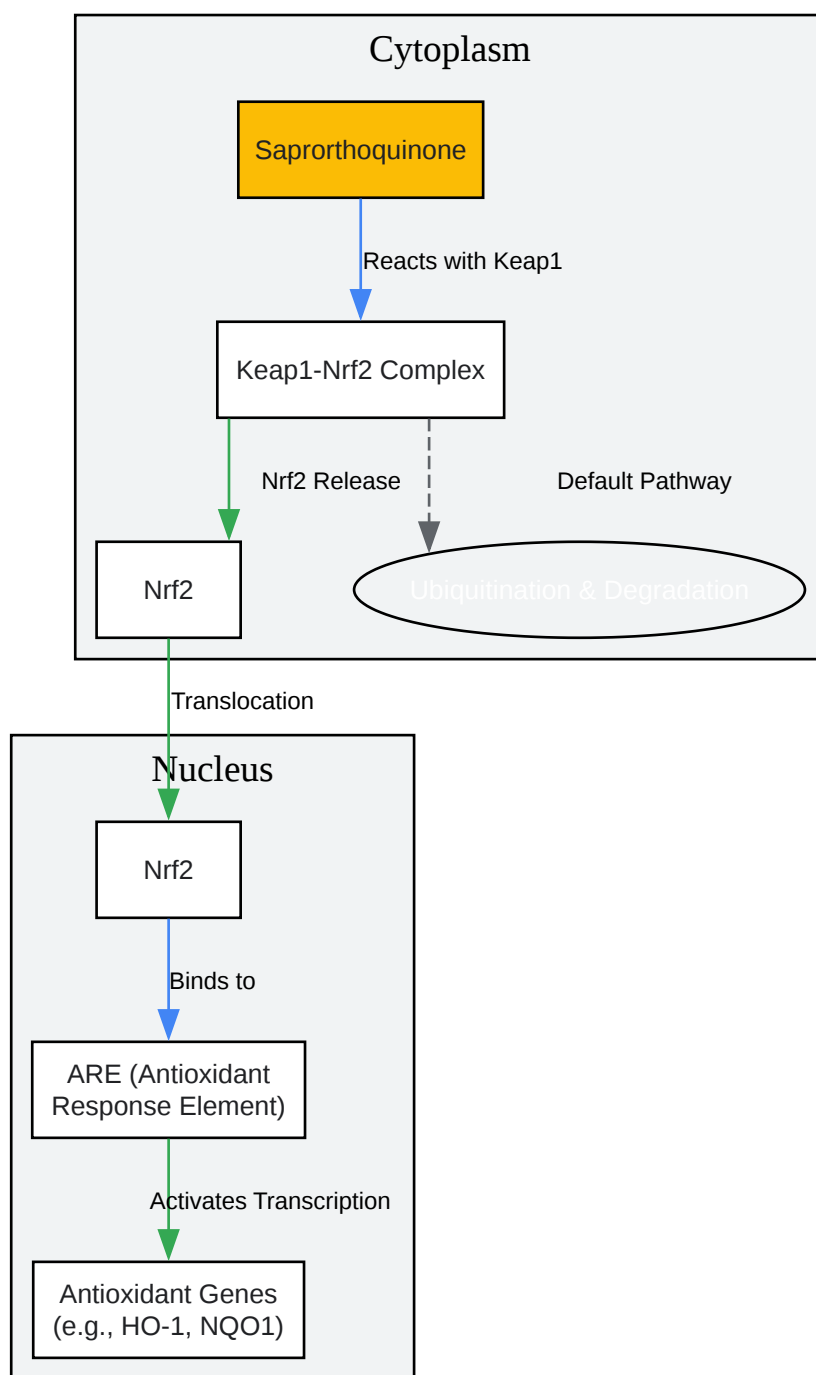 Cytoplasm
Saprorthoquinone
Reacts with Keap1
Keap1-Nrf2 Complex
Nrf2 Release
Default Pathway
Nrf2
Ubiquitination & Degradation
Translocation
Nucleus
Nrf2
Binds to
ARE (Antioxidant
Response Element)
Activates Transcription
Antioxidant Genes
(e.g., HO-1, NQO1)